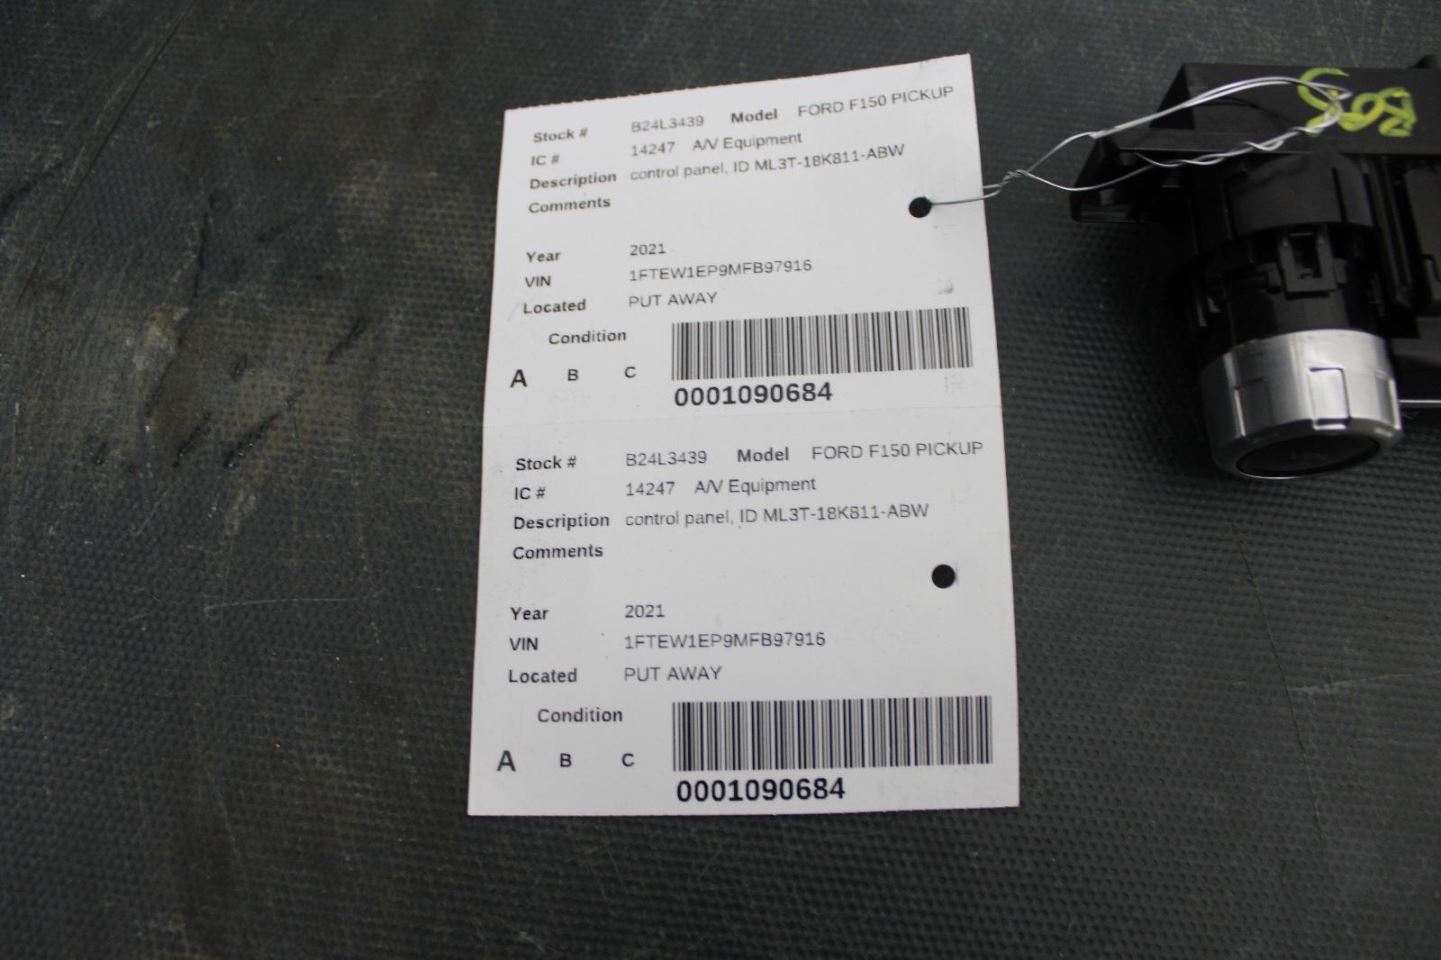 Stock # B24L3439 Model FORD F150 PICKUP
IC # 14247 A/V Equipment
Description control panel, ID ML3T-18K811-ABW
Comments
Year 2021
VIN 1FTEW1EP9MFB97916
Located PUT AWAY
Condition
A B C
0001090684
Stock # B24L3439 Model FORD F150 PICKUP
IC # 14247 A/V Equipment
Description control panel, ID ML3T-18K811-ABW
Comments
Year 2021
VIN 1FTEW1EP9MFB97916
Located PUT AWAY
Condition
A B C
0001090684